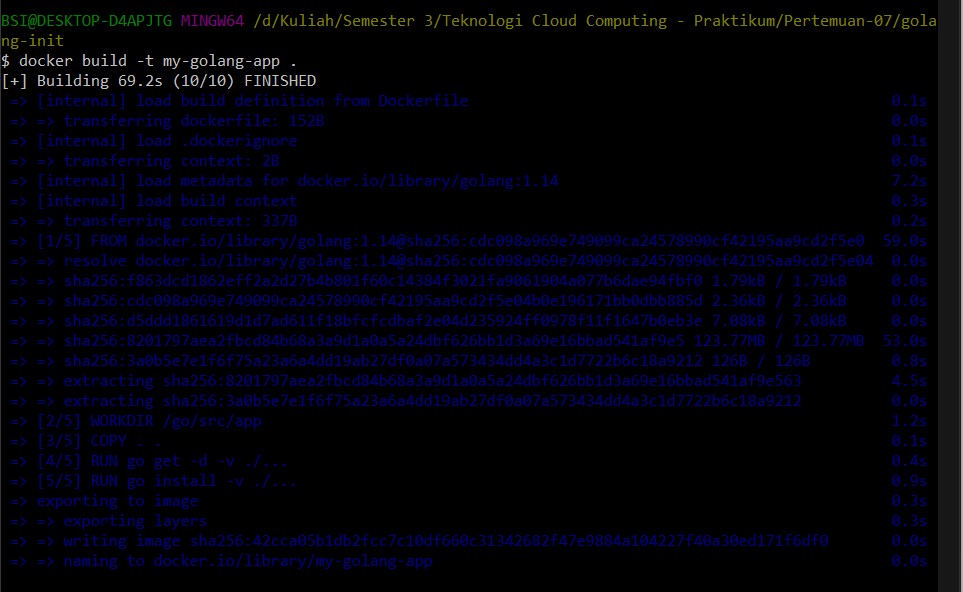 BSI@DESKTOP-D4APJTG MINGW64 /d/Kuliah/Semester 3/Teknologi Cloud Computing - Praktikum/Pertemuan-07/gola
ng-init
$ docker build -t my-golang-app .
[+] Building 69.2s (10/10) FINISHED
=> [internal] load build definition from Dockerfile 0.1s
=> => transferring dockerfile: 152B 0.0s
=> [internal] load .dockerignore 0.1s
=> => transferring context: 2B 0.0s
=> [internal] load metadata for docker.io/library/golang:1.14 7.2s
=> [internal] load build context 0.3s
=> => transferring context: 337B 0.2s
=> [1/5] FROM docker.io/library/golang:1.14@sha256:cdc098a969e749099ca24578990cf42195aa9cd2f5e0 59.0s
=> => resolve docker.io/library/golang:1.14@sha256:cdc098a969e749099ca24578990cf42195aa9cd2f5e04 0.0s
=> => sha256:f863dcd1862eff2a2d27b4b801f60c14384f3021fa9061904a077b6dae94fbf0 1.79kB / 1.79kB 0.0s
=> => sha256:cdc098a969e749099ca24578990cf42195aa9cd2f5e04b0e196171bb0dbb885d 2.36kB / 2.36kB 0.0s
=> => sha256:d5ddd1861619d1d7ad611f18bfcfcdbaf2e04d235924ff0978f11f1647b0eb3e 7.08kB / 7.08kB 0.0s
=> => sha256:8201797aea2fbcd84b68a3a9d1a0a5a24dbf626bb1d3a69e16bbad541af9e5 123.77MB / 123.77MB 53.0s
=> => sha256:3a0b5e7e1f6f75a23a6a4dd19ab27df0a07a573434dd4a3c1d7722b6c18a9212 126B / 126B 0.8s
=> => extracting sha256:8201797aea2fbcd84b68a3a9d1a0a5a24dbf626bb1d3a69e16bbad541af9e563 4.5s
=> => extracting sha256:3a0b5e7e1f6f75a23a6a4dd19ab27df0a07a573434dd4a3c1d7722b6c18a9212 0.0s
=> [2/5] WORKDIR /go/src/app 1.2s
=> [3/5] COPY . . 0.1s
=> [4/5] RUN go get -d -v ./... 0.4s
=> [5/5] RUN go install -v ./... 0.9s
=> exporting to image 0.3s
=> => exporting layers 0.3s
=> => writing image sha256:42cca05b1db2fcc7c10df660c31342682f47e9884a104227f40a30ed171f6df0 0.0s
=> => naming to docker.io/library/my-golang-app 0.0s